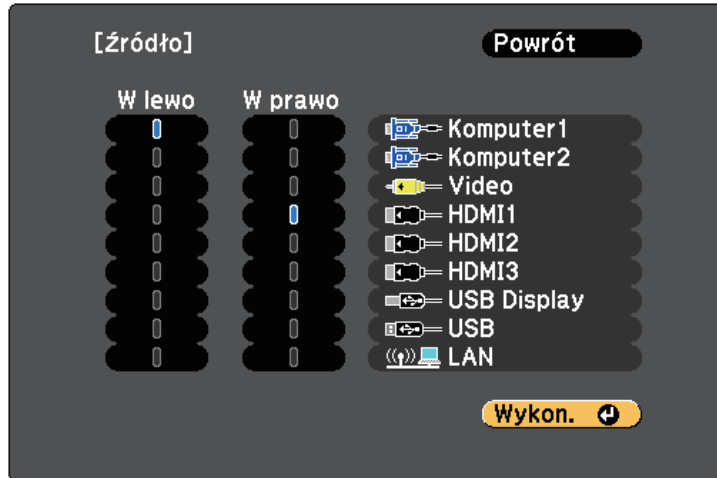 [Źródło] Powrót
W lewo W prawo
Komputer1
Komputer2
Video
HDMI1
HDMI2
HDMI3
USB Display
USB
LAN
Wykon.